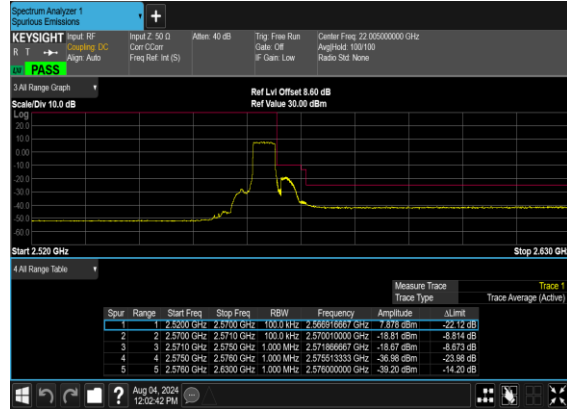 Spectrum Analyzer 1
Spurious Emissions
+
KEYSIGHT Input: RF Input Z: 50 Ω Atten: 40 dB Trig: Free Run Center Freq: 22.005000000 GHz
R T Coupling: DC Corr CCorr Gate: Off Avg|Hold: 100/100
Align: Auto Freq Ref: Int (S) IF Gain: Low Radio Std: None
PASS
3 All Range Graph
Ref Lvl Offset 8.60 dB
Scale/Div 10.0 dB Ref Value 30.00 dBm
Log
20.0
10.0
0.00
-10.0
-20.0
-30.0
-40.0
-50.0
-60.0
Start 2.520 GHz Stop 2.630 GH
4 All Range Table
Measure Trace Trace 1
Trace Type Trace Average (Active)
Spur Range Start Freq Stop Freq RBW Frequency Amplitude ΔLimit
1 1 2.5200 GHz 2.5700 GHz 100.0 kHz 2.566916667 GHz 7.878 dBm -22.12 dB
2 2 2.5700 GHz 2.5710 GHz 100.0 kHz 2.570010000 GHz -18.81 dBm -8.814 dB
3 3 2.5710 GHz 2.5750 GHz 1.000 MHz 2.571866667 GHz -18.67 dBm -8.673 dB
4 4 2.5750 GHz 2.5760 GHz 1.000 MHz 2.575513333 GHz -36.98 dBm -23.98 dB
5 5 2.5760 GHz 2.6300 GHz 1.000 MHz 2.576000000 GHz -39.20 dBm -14.20 dB
? Aug 04, 2024
12:02:42 PM